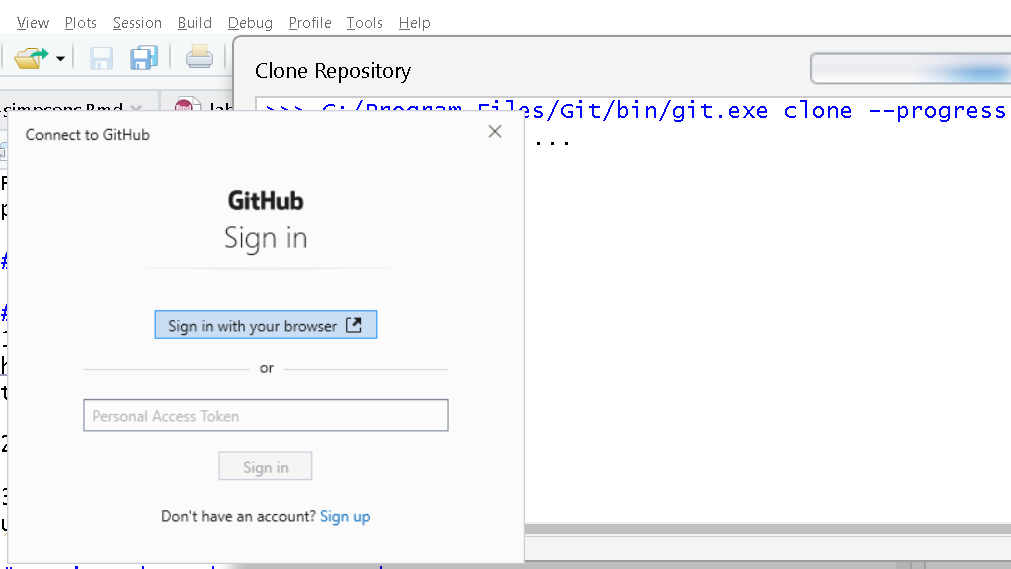 View Plots Session Build Debug Profile Tools Help
Clone Repository
simpsons.Rmd
lab
>>> C:/Program Files/Git/bin/git.exe clone --progress
...
Connect to GitHub
GitHub
Sign in
Sign in with your browser
or
Personal Access Token
Sign in
Don't have an account? Sign up
#
#